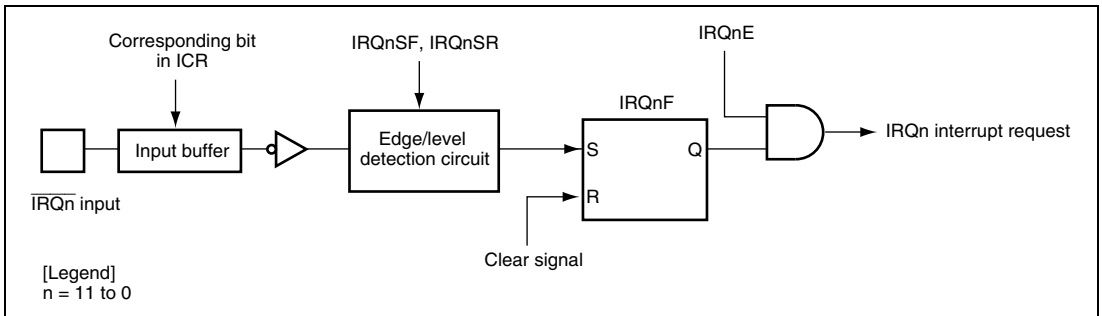 Corresponding bit
in ICR
IRQnSF, IRQnSR
IRQnE
IRQnF
Input buffer
Edge/level
detection circuit
S
Q
R
IRQn interrupt request
I̅R̅Q̅n̅ input
Clear signal
[Legend]
n = 11 to 0